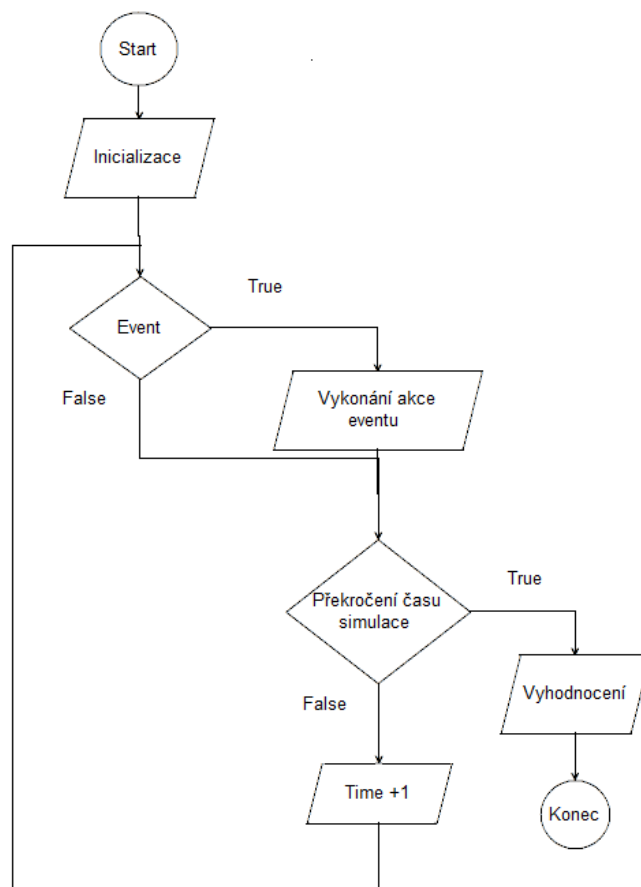 Start
Inicializace
True
Event
False
Vykonání akce
eventu
Překročení času
simulace
True
False
Vyhodnocení
Time +1
Konec